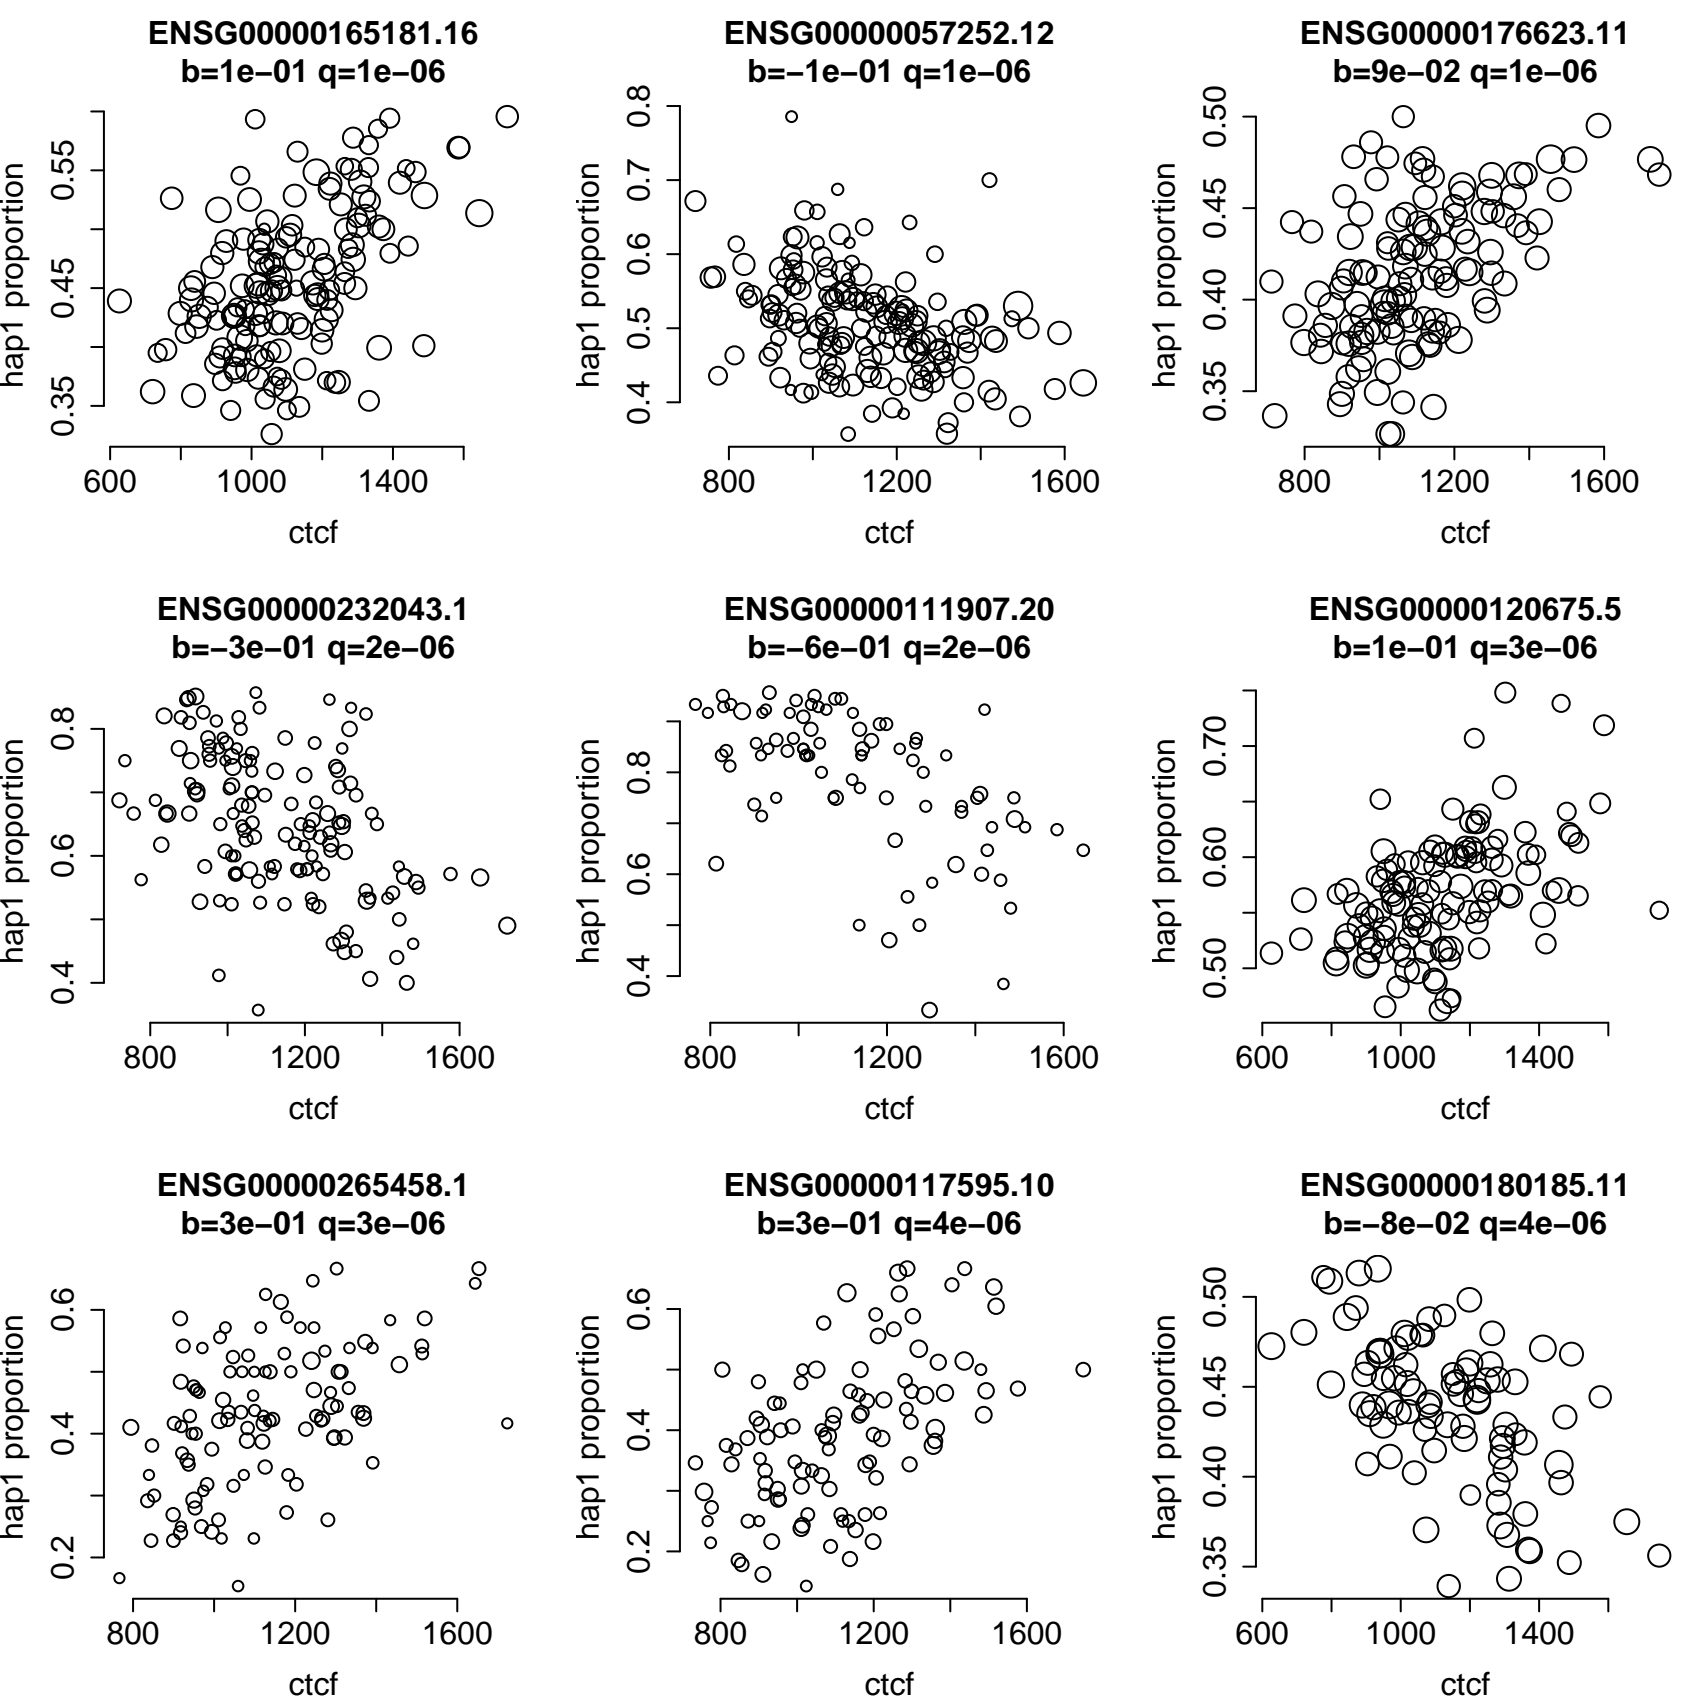 ENSG00000165181.16
b=1e−01 q=1e−06
hap1 proportion
0.35 0.45 0.55
600 1000 1400
ctcf
ENSG00000057252.12
b=−1e−01 q=1e−06
hap1 proportion
0.4 0.5 0.6 0.7 0.8
800 1200 1600
ctcf
ENSG00000176623.11
b=9e−02 q=1e−06
hap1 proportion
0.35 0.40 0.45 0.50
800 1200 1600
ctcf
ENSG00000232043.1
b=−3e−01 q=2e−06
hap1 proportion
0.4 0.6 0.8
800 1200 1600
ctcf
ENSG00000111907.20
b=−6e−01 q=2e−06
hap1 proportion
0.4 0.6 0.8
800 1200 1600
ctcf
ENSG00000120675.5
b=1e−01 q=3e−06
hap1 proportion
0.50 0.60 0.70
600 1000 1400
ctcf
ENSG00000265458.1
b=3e−01 q=3e−06
hap1 proportion
0.2 0.4 0.6
800 1200 1600
ctcf
ENSG00000117595.10
b=3e−01 q=4e−06
hap1 proportion
0.2 0.4 0.6
800 1200 1600
ctcf
ENSG00000180185.11
b=−8e−02 q=4e−06
hap1 proportion
0.35 0.40 0.45 0.50
600 1000 1400
ctcf